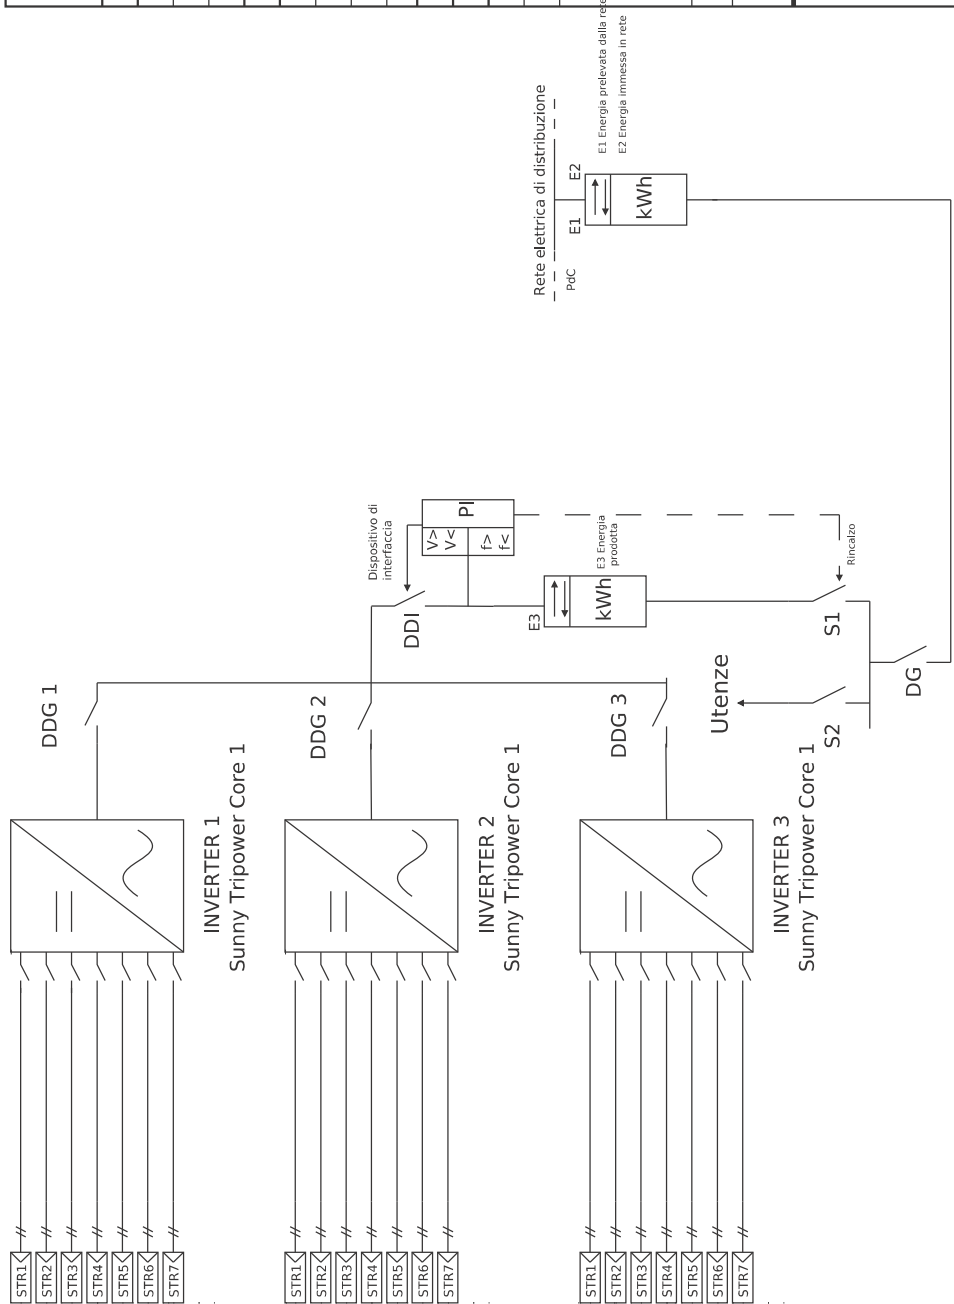 E1 Energia prelevata dalla rete
E2 Energia immessa in rete
Rete elettrica di distribuzione
PdC
E1
E2
kWh
Dispositivo di
interfaccia
PI
V>
V<
f>
f<
DDI
E3
kWh
E3 Energia
prodotta
Rincalzo
S1
DG
Utenze
S2
DDG 1
DDG 2
DDG 3
INVERTER 1
Sunny Tripower Core 1
INVERTER 2
Sunny Tripower Core 1
INVERTER 3
Sunny Tripower Core 1
STR1
STR2
STR3
STR4
STR5
STR6
STR7
STR1
STR2
STR3
STR4
STR5
STR6
STR7
STR1
STR2
STR3
STR4
STR5
STR6
STR7